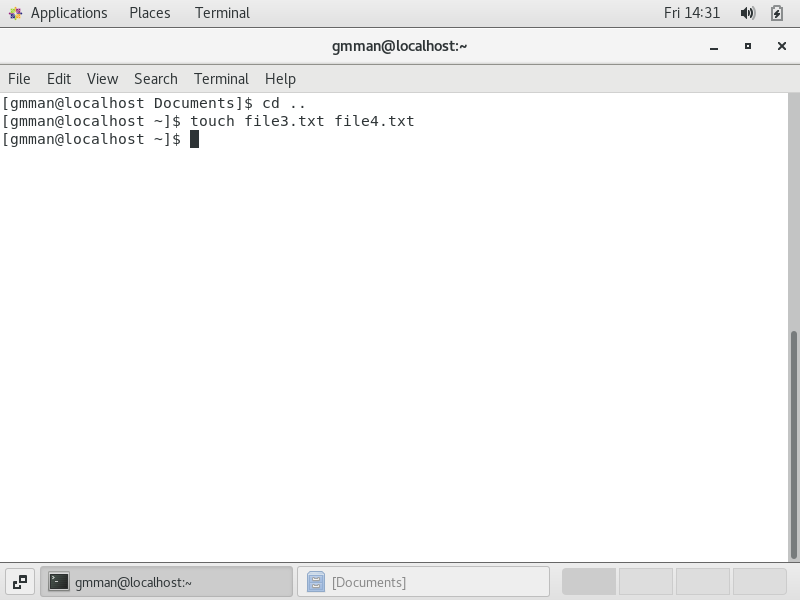 Applications Places Terminal Fri 14:31
gmman@localhost:~
File Edit View Search Terminal Help
[gmman@localhost Documents]$ cd ..
[gmman@localhost ~]$ touch file3.txt file4.txt
[gmman@localhost ~]$
gmman@localhost:~ [Documents]